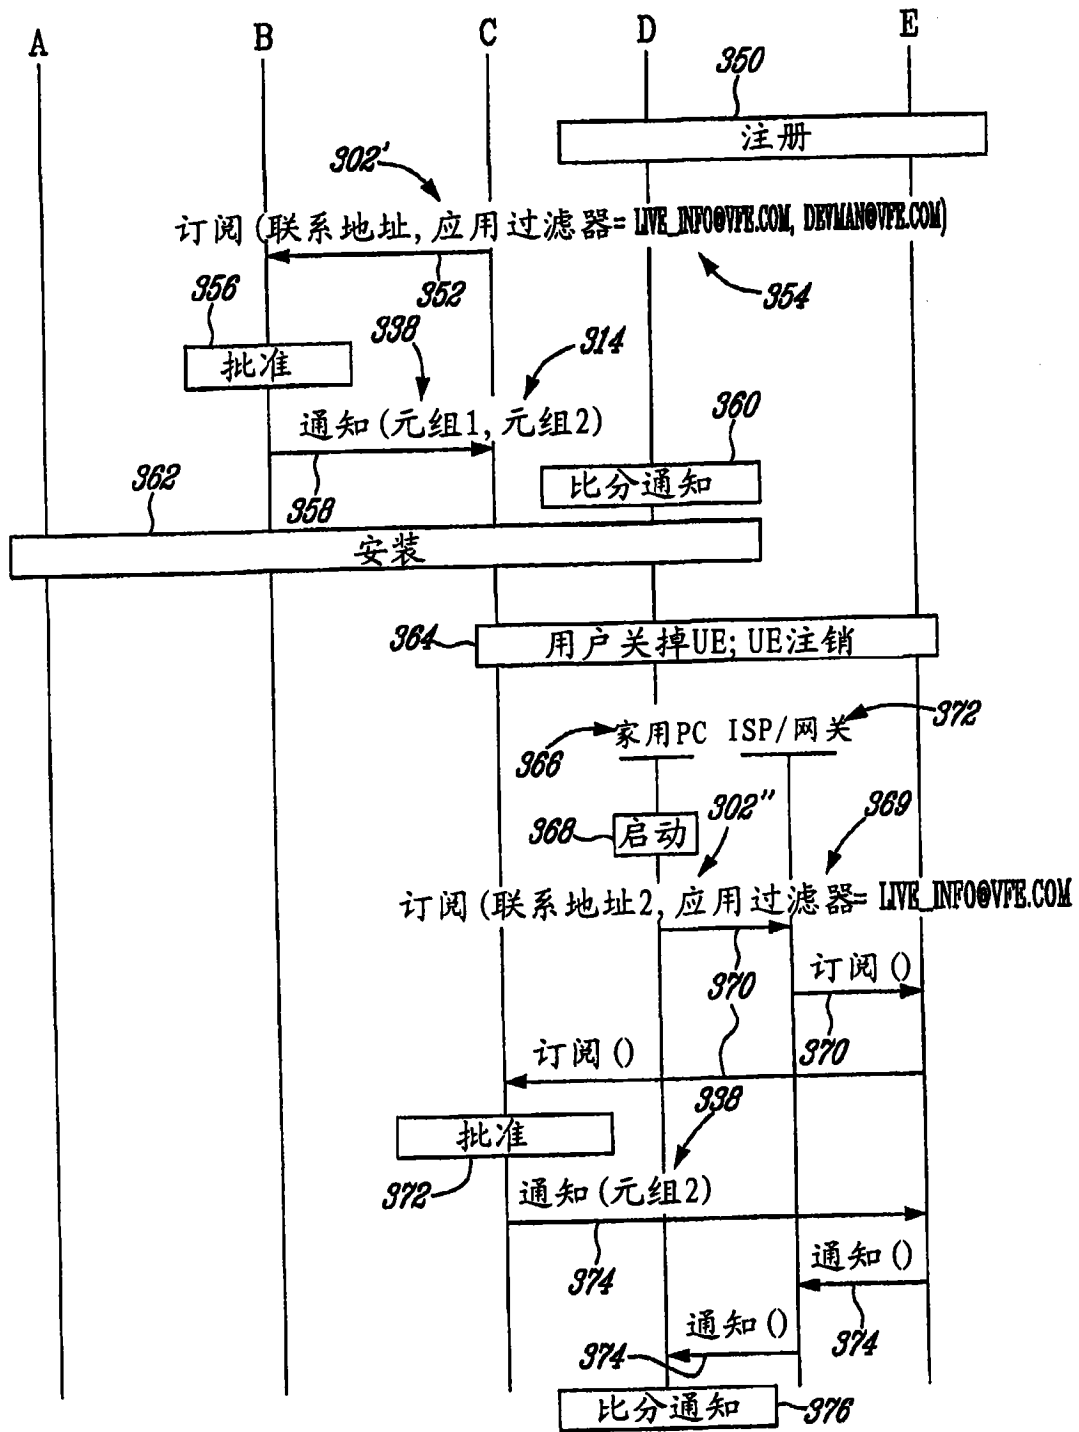 A B C D E
350
注册
302'
订阅(联系地址, 应用过滤器= LIVE_INFO@VFE.COM, DEVMAN@VFE.COM)
352
354
356
批准
338
314
通知(元组1, 元组2)
358
360
比分通知
362
安装
364
用户关掉UE; UE注销
366
家用PC
ISP/网关
372
368
启动
302''
369
订阅(联系地址2, 应用过滤器= LIVE_INFO@VFE.COM
370
订阅()
370
订阅()
338
批准
372
通知(元组2)
374
通知()
374
通知()
374
比分通知
376